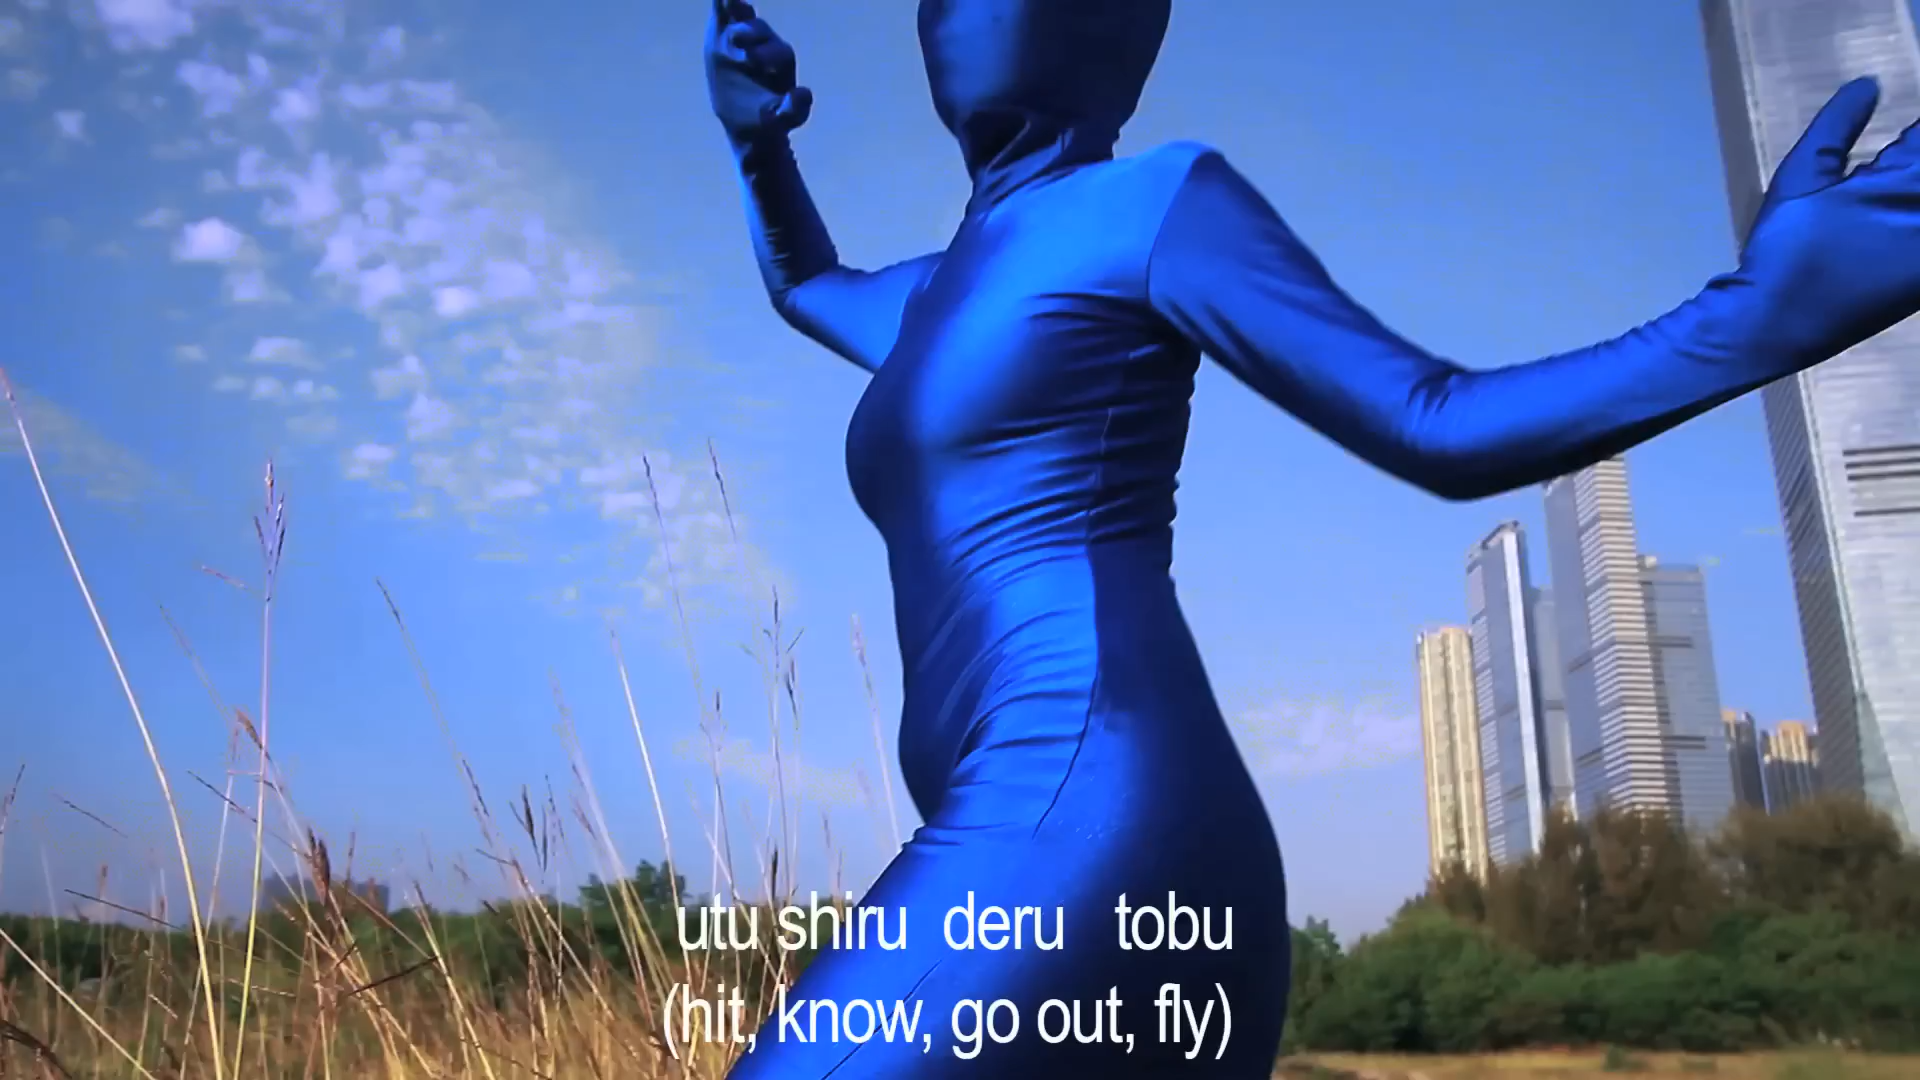 utu shiru deru tobu
(hit, know, go out, fly)